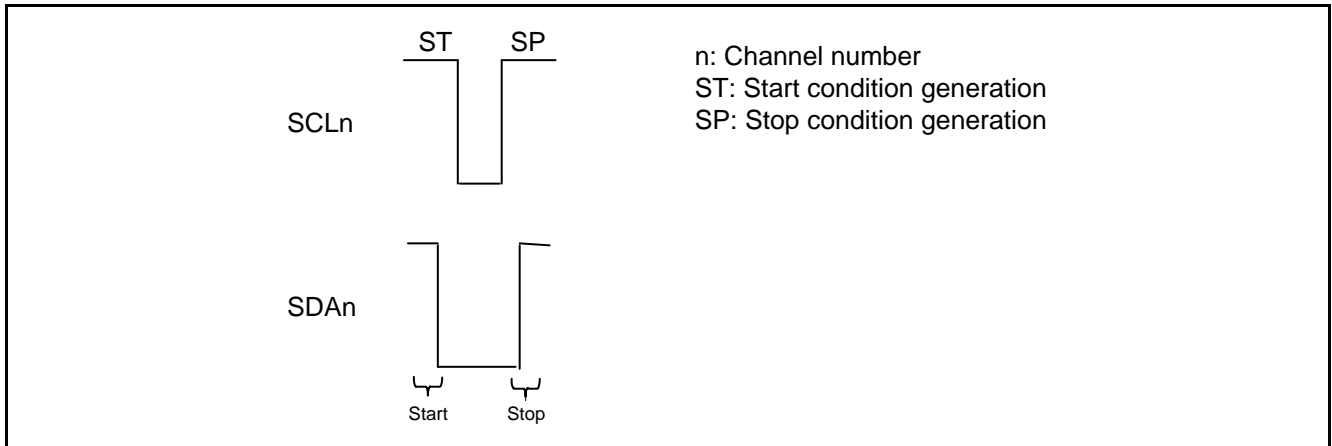 ST SP
n: Channel number
ST: Start condition generation
SP: Stop condition generation
SCLn
SDAn
Start Stop